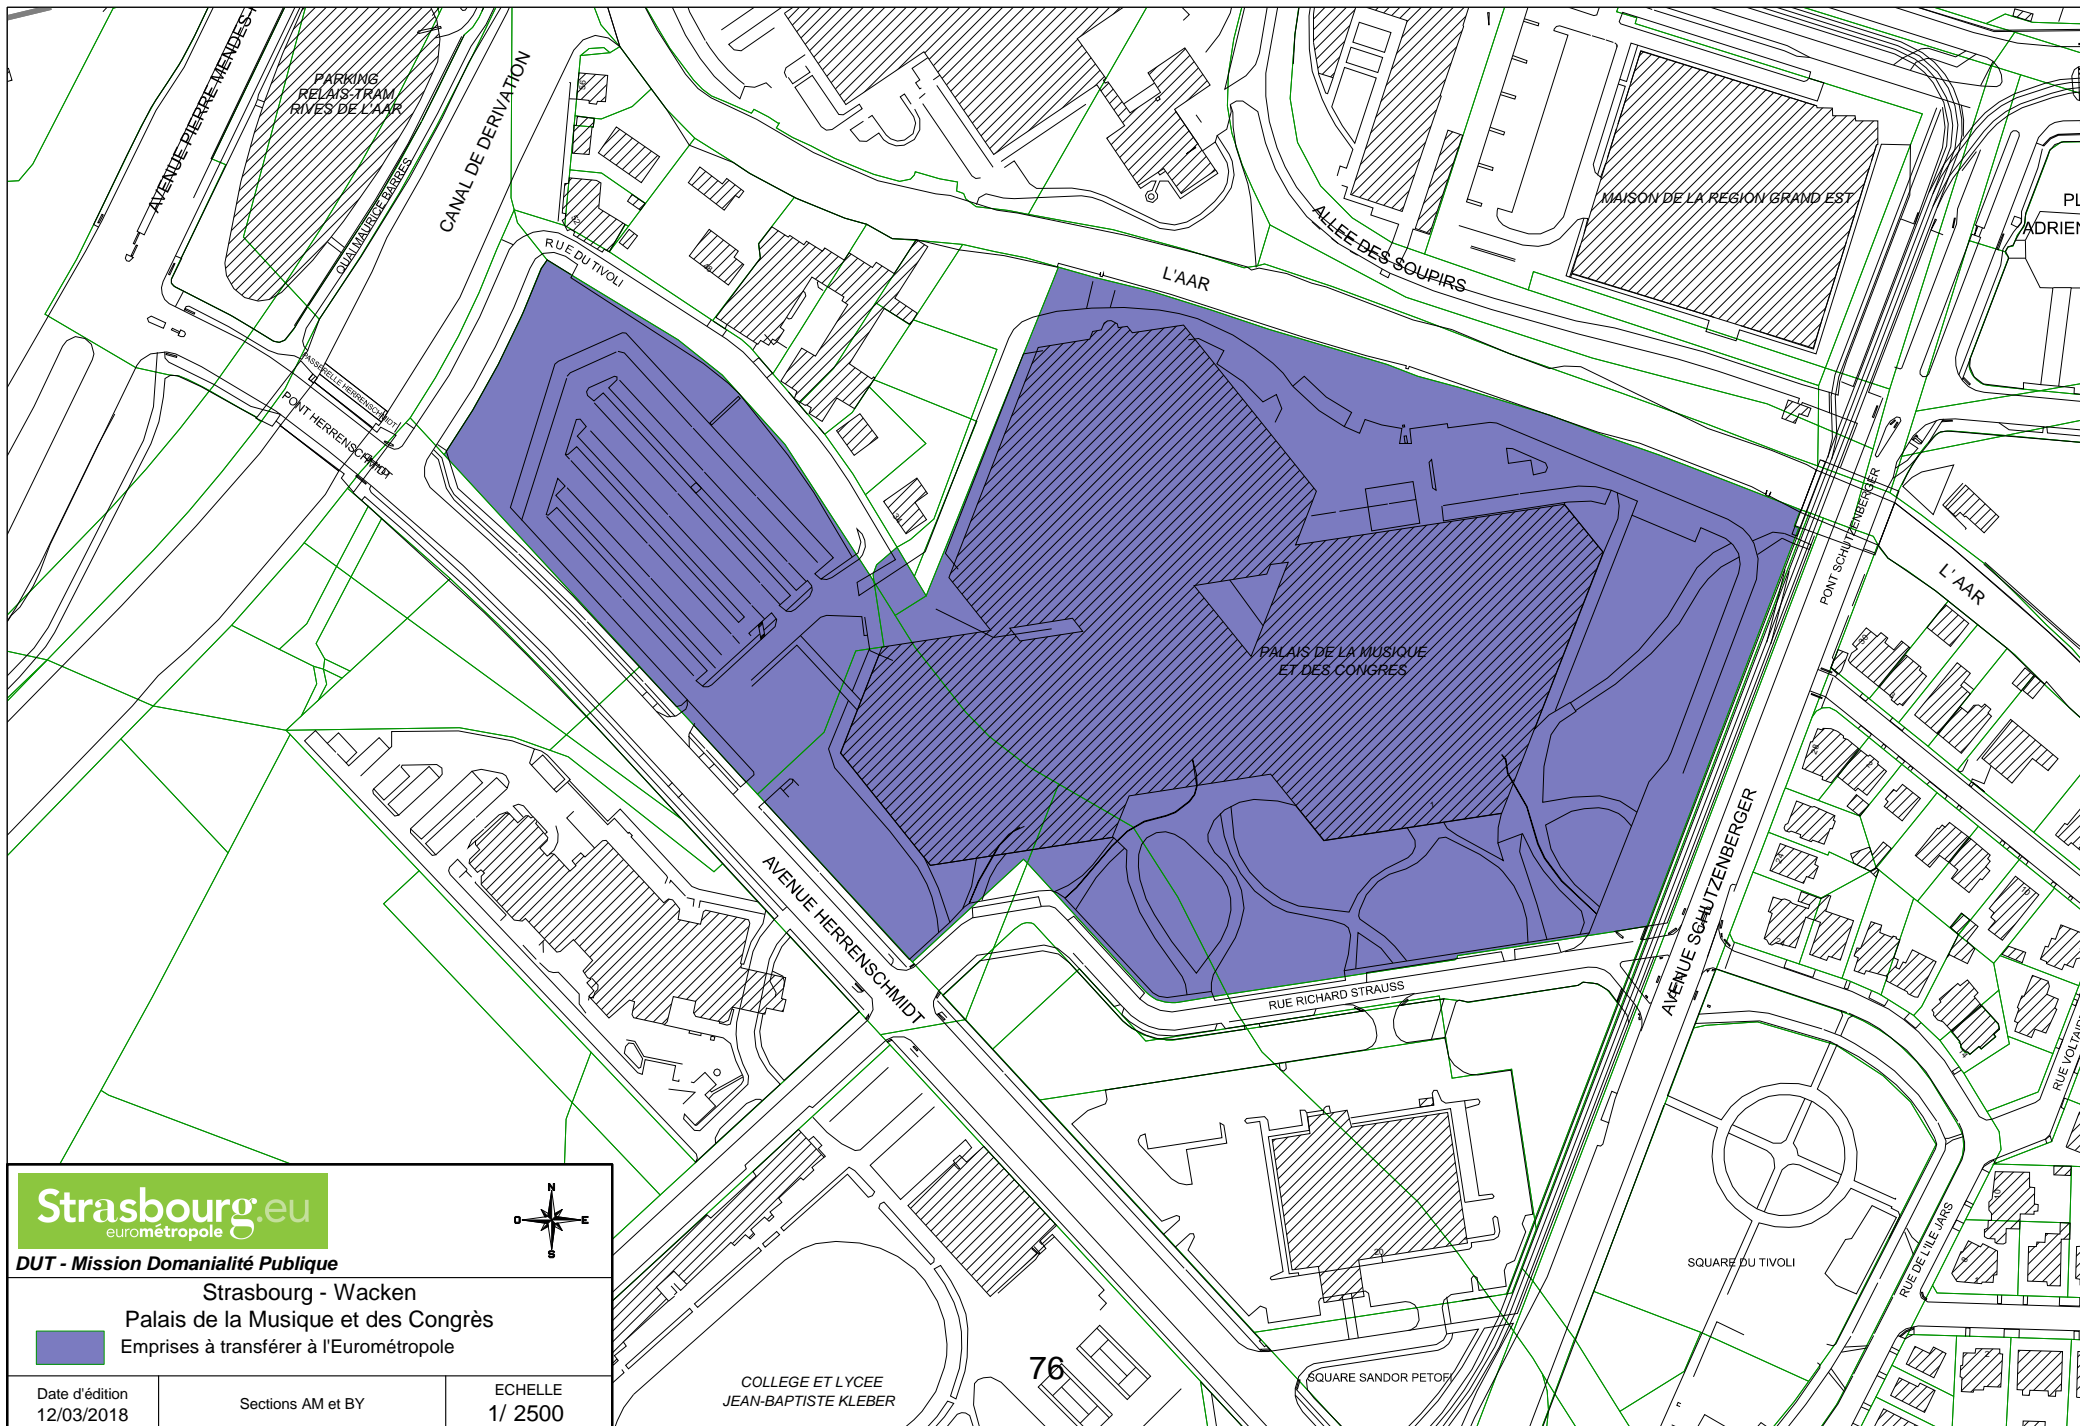 AVENUE PIERRE MENDES
PARKING
RELAIS-TRAM
RIVES DE L'AAR
QUAI MAURICE BARRES
CANAL DE DERIVATION
RUE DU TIVOLI
PASSERELLE HERRENSCHMIDT
PONT HERRENSCHMIDT
L'AAR
ALLEE DES SOUPIRS
MAISON DE LA REGION GRAND EST
PL
ADRIEN
PONT SCHUTZENBERGER
L' AAR
PALAIS DE LA MUSIQUE
ET DES CONGRES
AVENUE HERRENSCHMIDT
AVENUE SCHUTZENBERGER
RUE RICHARD STRAUSS
RUE VOLTAIRE
RUE DE L'ILE JARS
SQUARE DU TIVOLI
SQUARE SANDOR PETOFI
20
76
COLLEGE ET LYCEE
JEAN-BAPTISTE KLEBER
Strasbourg.eu
eurométropole
N
O E
S
DUT - Mission Domanialité Publique
Strasbourg - Wacken
Palais de la Musique et des Congrès
Emprises à transférer à l'Eurométropole
Date d'édition
12/03/2018
Sections AM et BY
ECHELLE
1/ 2500